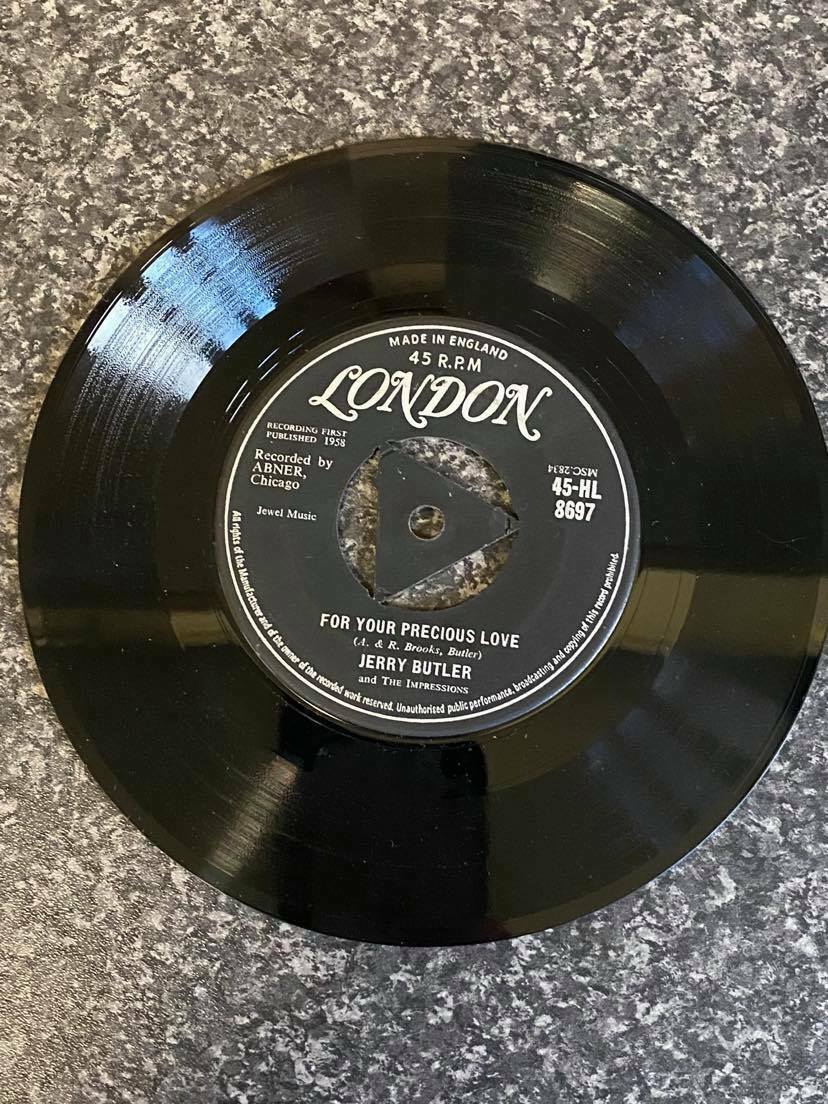 MADE IN ENGLAND
45 R.P.M
LONDON
RECORDING FIRST
PUBLISHED 1958
Recorded by
ABNER,
Chicago
Jewel Music
MSC.2834
45-HL
8697
FOR YOUR PRECIOUS LOVE
(A. & R. Brooks, Butler)
JERRY BUTLER
and THE IMPRESSIONS
All rights of the Manufacturer and of the owner of the recorded work reserved. Unauthorised public performance, broadcasting and copying of this record prohibited.